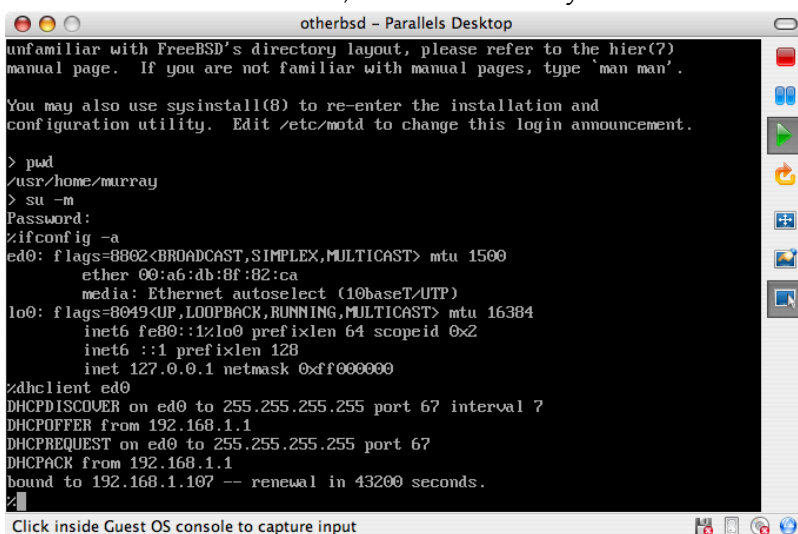 otherbsd – Parallels Desktop
unfamiliar with FreeBSD's directory layout, please refer to the hier(7)
manual page.  If you are not familiar with manual pages, type `man man'.
You may also use sysinstall(8) to re-enter the installation and
configuration utility.  Edit /etc/motd to change this login announcement.
> pwd
/usr/home/murray
> su -m
Password:
%ifconfig -a
ed0: flags=8802<BROADCAST,SIMPLEX,MULTICAST> mtu 1500
        ether 00:a6:db:8f:82:ca
        media: Ethernet autoselect (10baseT/UTP)
lo0: flags=8049<UP,LOOPBACK,RUNNING,MULTICAST> mtu 16384
        inet6 fe80::1%lo0 prefixlen 64 scopeid 0x2
        inet6 ::1 prefixlen 128
        inet 127.0.0.1 netmask 0xff000000
%dhclient ed0
DHCPDISCOVER on ed0 to 255.255.255.255 port 67 interval 7
DHCPOFFER from 192.168.1.1
DHCPREQUEST on ed0 to 255.255.255.255 port 67
DHCPACK from 192.168.1.1
bound to 192.168.1.107 -- renewal in 43200 seconds.
%
Click inside Guest OS console to capture input